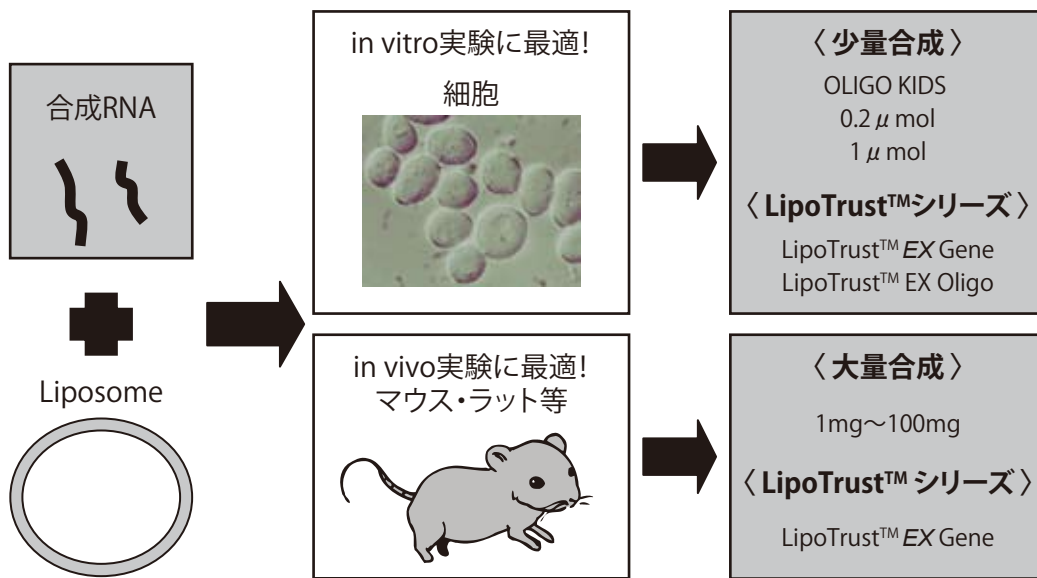 合成RNA
Liposome
in vitro実験に最適!
細胞
in vivo実験に最適!
マウス・ラット等
〈 少量合成 〉
OLIGO KIDS
0.2 μ mol
1 μ mol
〈 LipoTrust™シリーズ 〉
LipoTrust™ EX Gene
LipoTrust™ EX Oligo
〈 大量合成 〉
1mg〜100mg
〈 LipoTrust™ シリーズ 〉
LipoTrust™ EX Gene